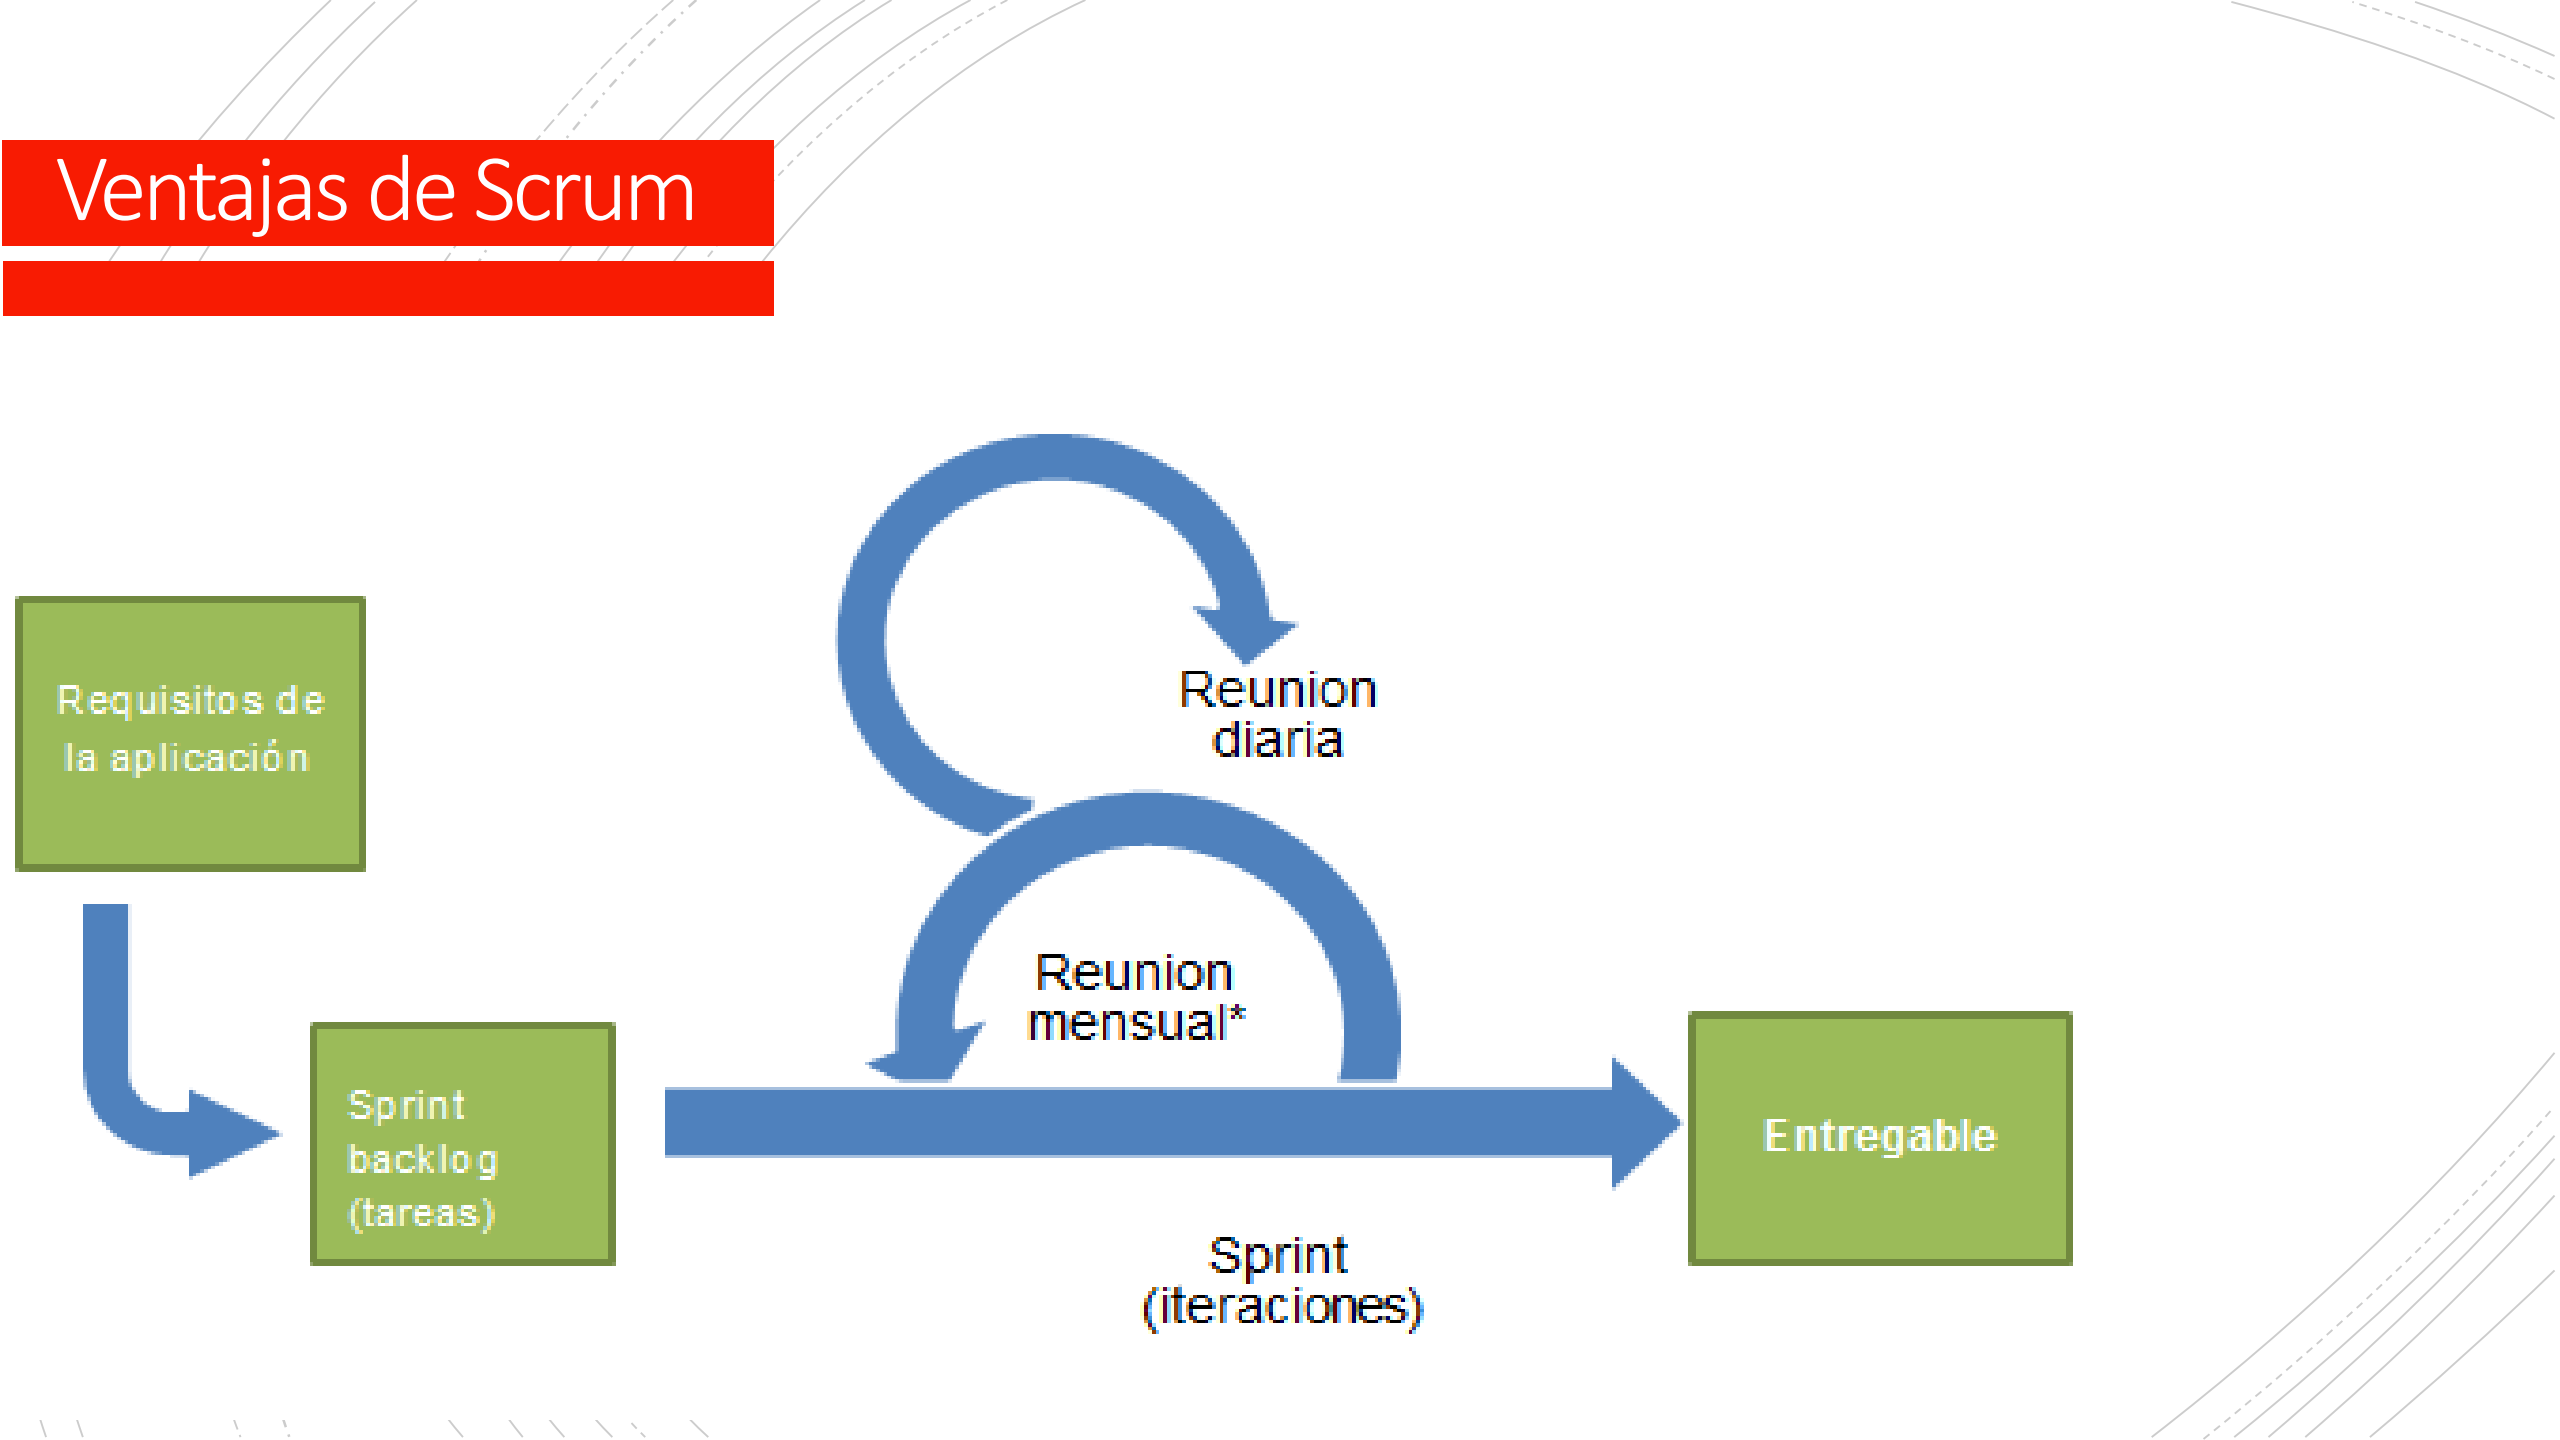 Ventajas de Scrum
Requisitos de
la aplicación
Reunion
diaria
Reunion
mensual*
Sprint
backlog
(tareas)
Entregable
Sprint
(iteraciones)